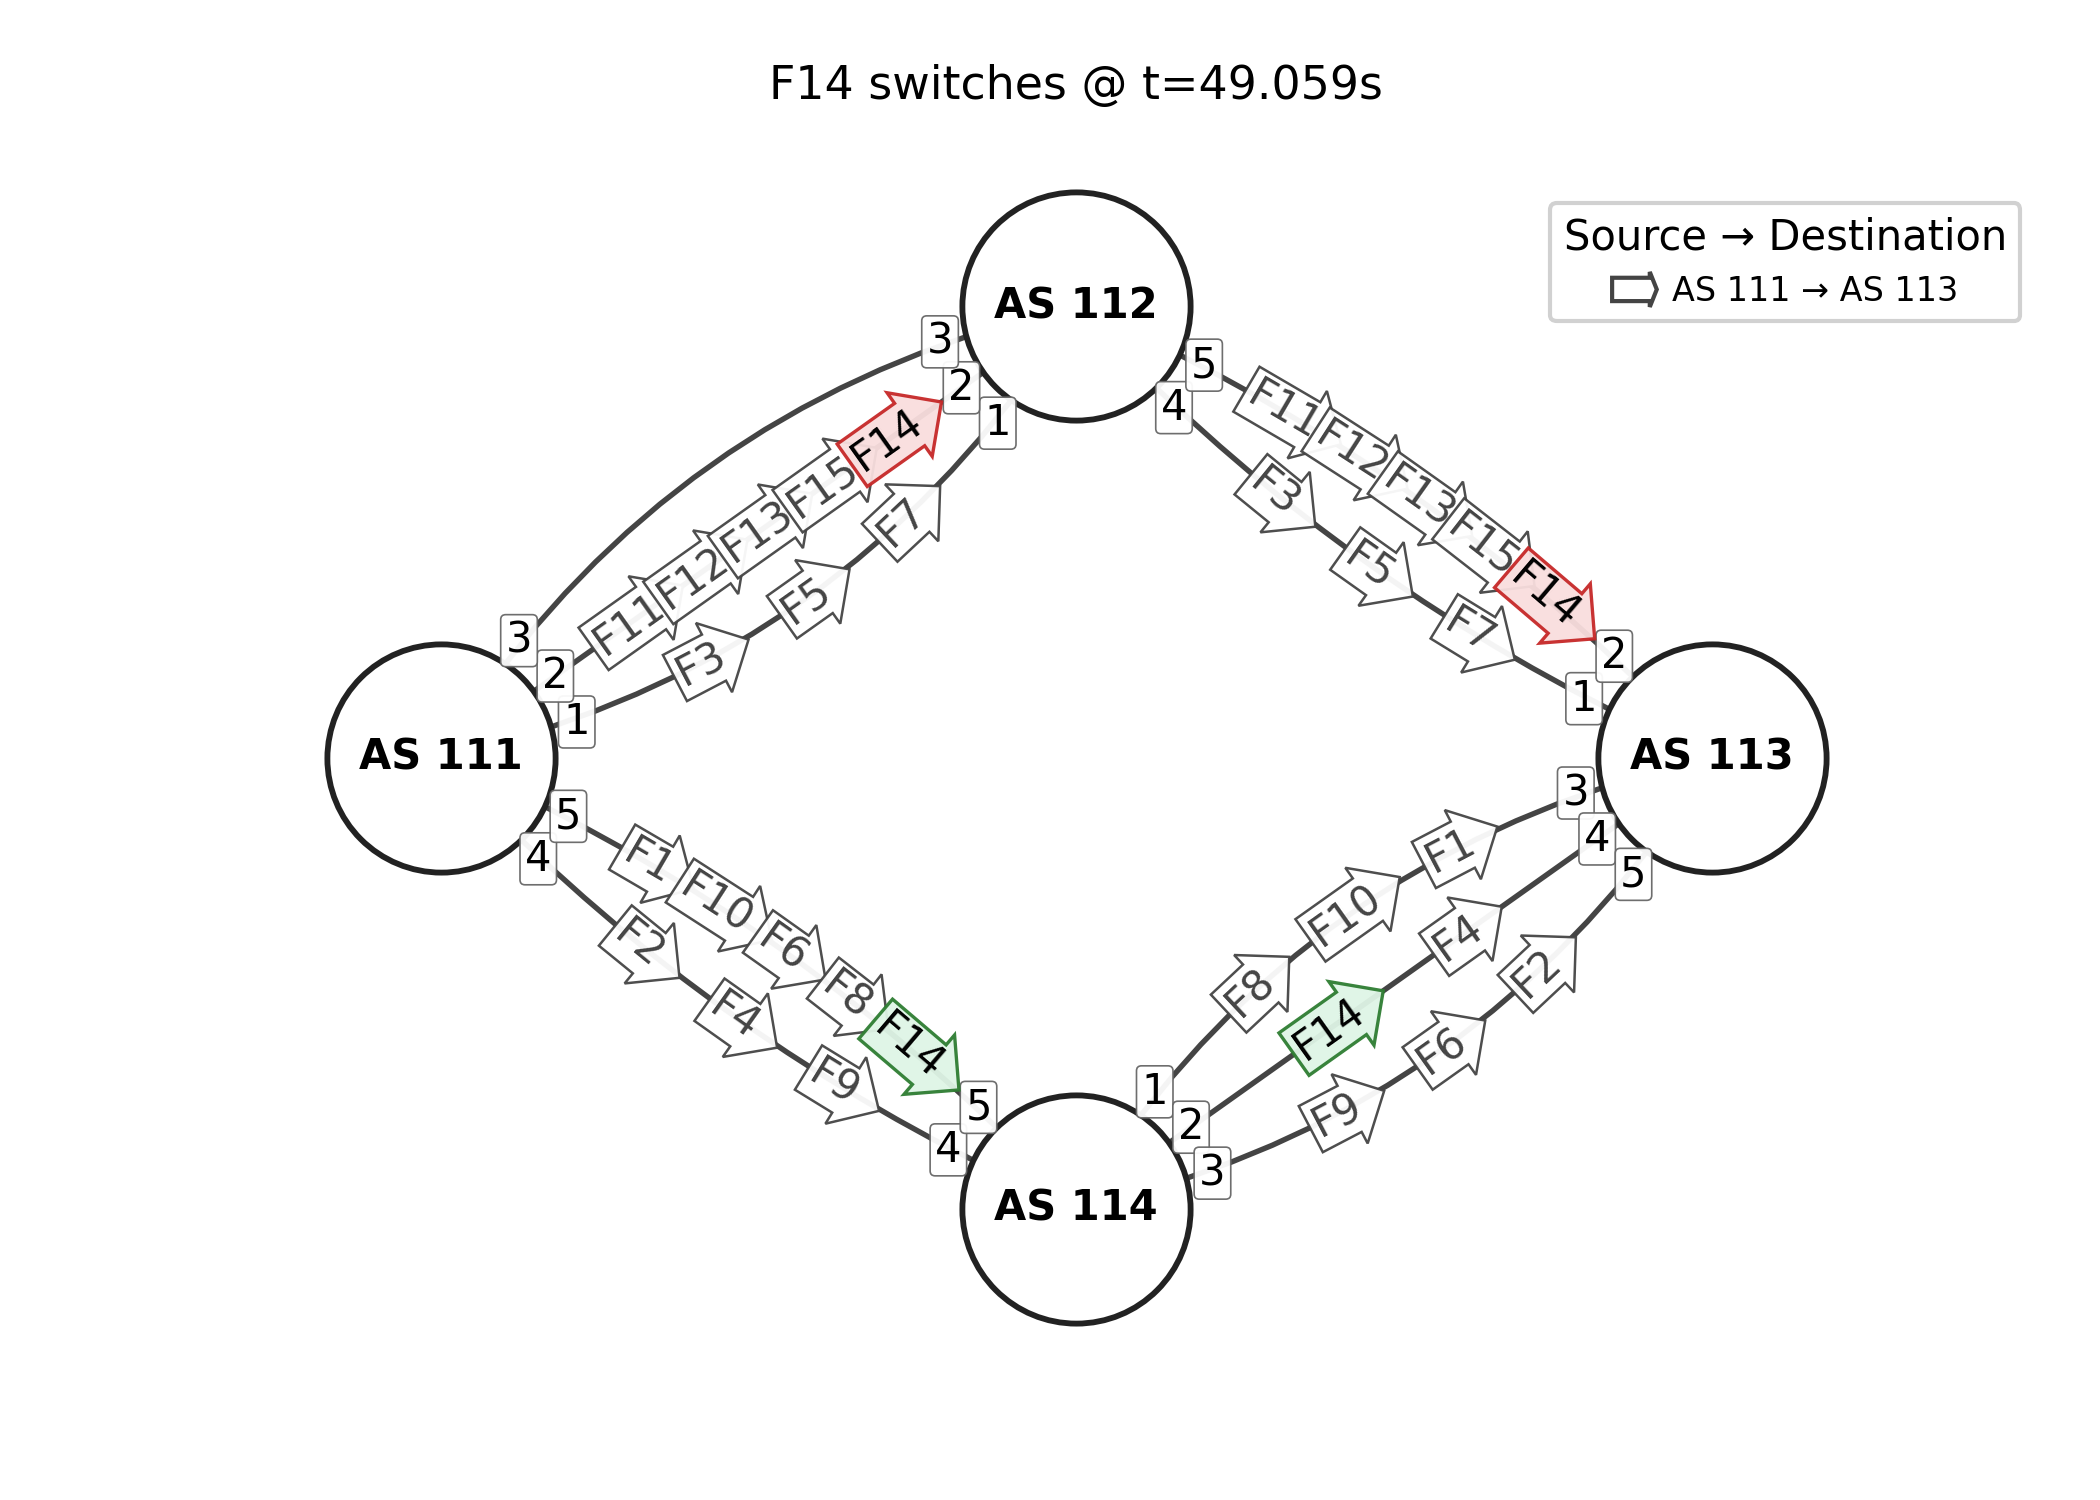 F14 switches @ t=49.059s
Source → Destination
AS 111 → AS 113
AS 112
3
2
1
5
4
F14
F15
F13
F12
F11
F7
F5
F3
F11
F12
F13
F15
F14
F3
F5
F7
3
2
1
2
1
AS 111
AS 113
5
4
3
4
5
F1
F10
F6
F8
F14
F2
F4
F9
F1
F10
F8
F4
F14
F2
F6
F9
5
4
1
2
3
AS 114